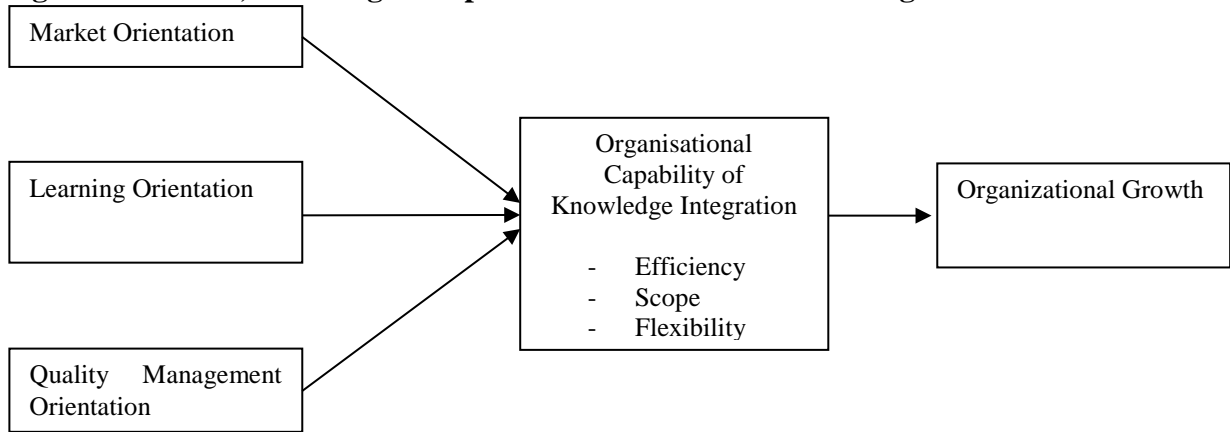 Market Orientation
Learning Orientation
Quality Management
Orientation
Organisational
Capability of
Knowledge Integration
- Efficiency
- Scope
- Flexibility
Organizational Growth